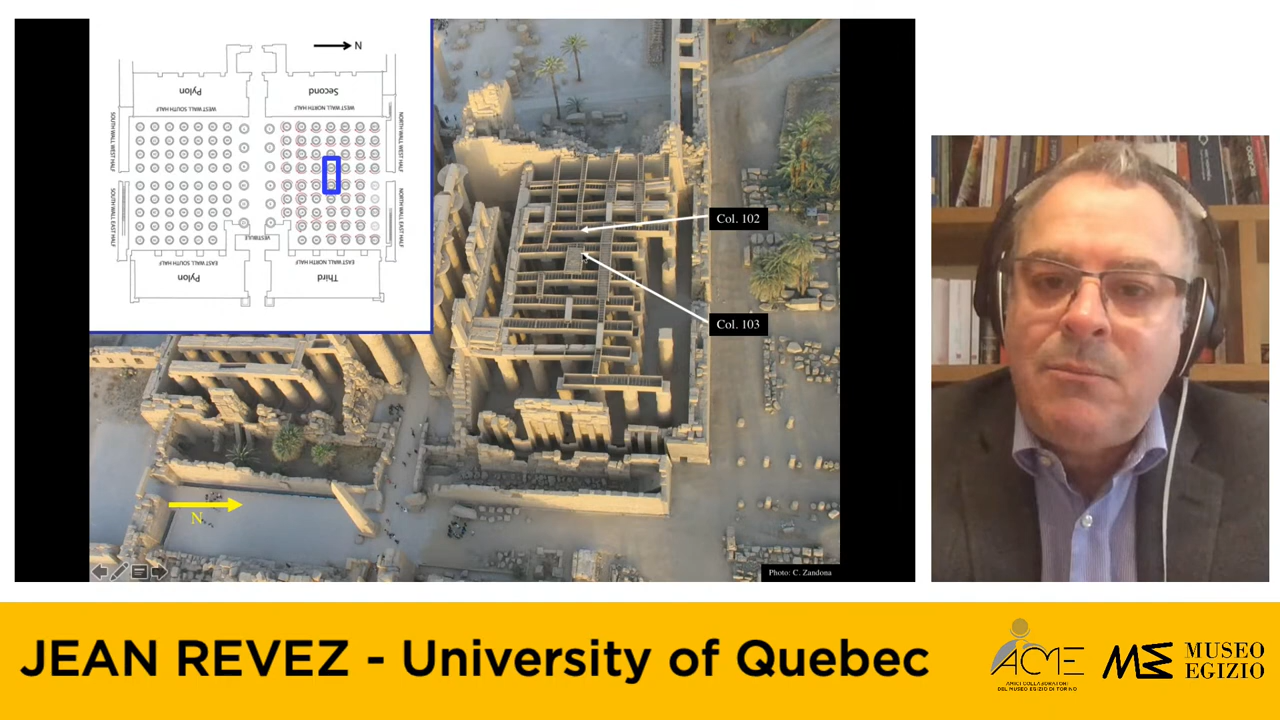 N
Pylon
Second
WEST WALL SOUTH HALF
WEST WALL NORTH HALF
SOUTH WALL WEST HALF
NORTH WALL WEST HALF
SOUTH WALL EAST HALF
NORTH WALL EAST HALF
VESTIBULE
EAST WALL SOUTH HALF
EAST WALL NORTH HALF
Pylon
Third
Col. 102
Col. 103
N
Photo: C. Zandona
JEAN REVEZ - University of Quebec
ACME
AMICI COLLABORATORI
DEL MUSEO EGIZIO DI TORINO
ME
MUSEO
EGIZIO